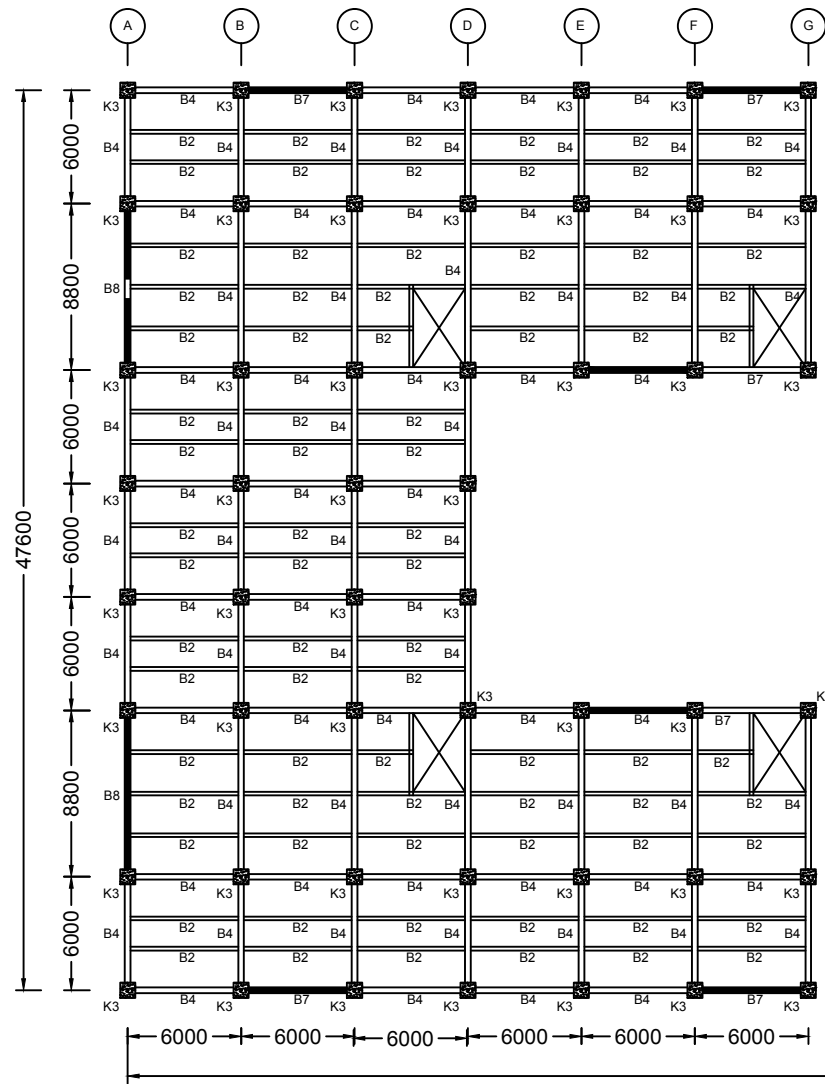 A B C D E F G
K3 B4 K3 B7 K3 B4 K3 B4 K3 B4 K3 B7 K3
6000
B4 B2 B4 B2 B4 B2 B4 B2 B4 B2 B4 B2 B4
B2 B2 B2 B2 B2 B2
K3 B4 K3 B4 K3 B4 K3 B4 K3 B4 K3 B4 K3
B2 B2 B2 B2 B2 B2
B4
8800
B8 B2 B4 B2 B4 B2 B2 B4 B2 B4 B2 B4
B2 B2 B2 B2 B2 B2
K3 B4 K3 B4 K3 B4 K3 B4 K3 B4 K3 B7 K3
6000
B4 B2 B4 B2 B4 B2 B4
B2 B2 B2
K3 B4 K3 B4 K3 B4 K3
6000
B4 B2 B4 B2 B4 B2 B4
B2 B2 B2
47600
K3 B4 K3 B4 K3 B4 K3
6000
B4 B2 B4 B2 B4 B2 B4
B2 B2 B2
K3
K3 B4 K3 B4 K3 B4 B4 K3 B4 K3 B7
B2 B2 B2 B2 B2 B2
8800
B8 B2 B4 B2 B4 B2 B4 B2 B4 B2 B4 B2 B4
B2 B2 B2 B2 B2 B2
K3 B4 K3 B4 K3 B4 K3 B4 K3 B4 K3 B4 K3
6000
B4 B2 B4 B2 B4 B2 B4 B2 B4 B2 B4 B2 B4
B2 B2 B2 B2 B2 B2
K3 B4 K3 B7 K3 B4 K3 B4 K3 B4 K3 B7 K3
6000 6000 6000 6000 6000 6000